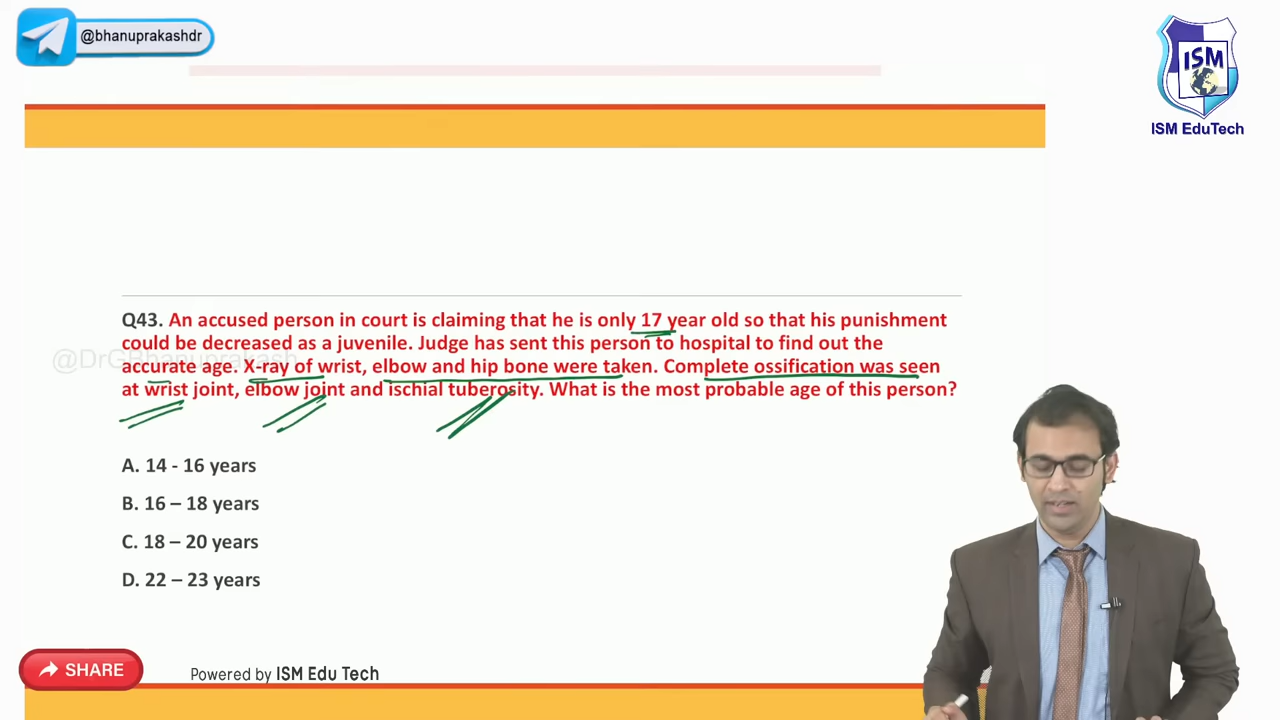 @bhanuprakashdr
ISM
ISM EduTech
Q43. An accused person in court is claiming that he is only 17 year old so that his punishment
could be decreased as a juvenile. Judge has sent this person to hospital to find out the
@DrGBhanuprakash
accurate age. X-ray of wrist, elbow and hip bone were taken. Complete ossification was seen
at wrist joint, elbow joint and ischial tuberosity. What is the most probable age of this person?
A. 14 - 16 years
B. 16 – 18 years
C. 18 – 20 years
D. 22 – 23 years
SHARE
Powered by ISM Edu Tech